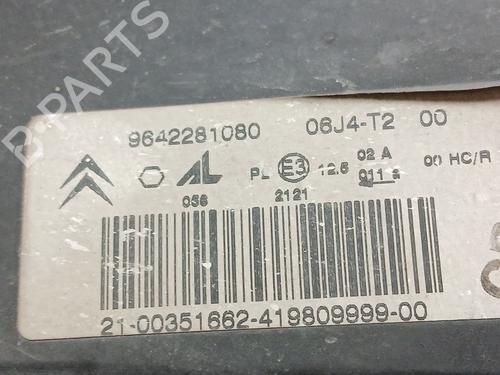 B-PARTS
9642281080 06J4-T2 00
AL PL E3 12.5 02 A 00 HC/R
056 2121 011
21-00351662-419809999-00